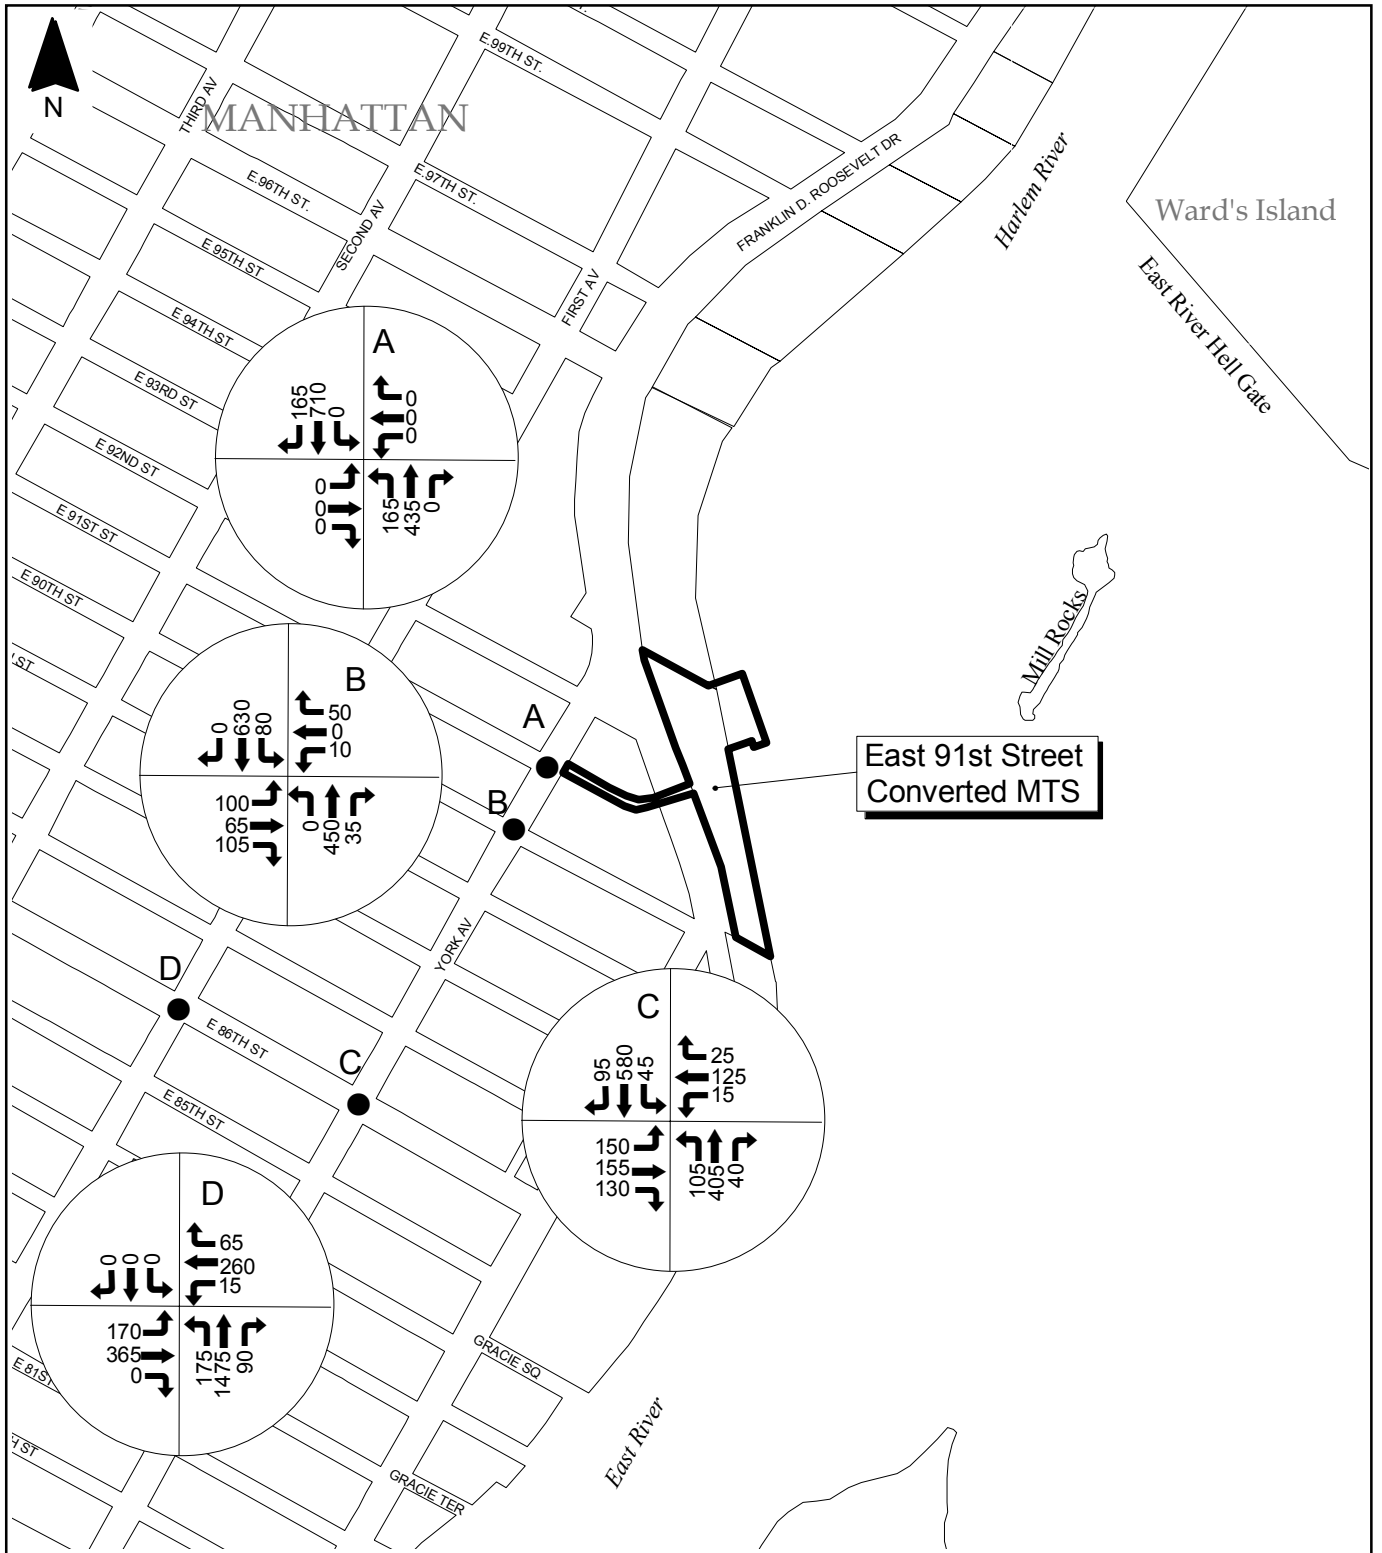 E.99TH ST.
N
THIRD AV
MANHATTAN
FRANKLIN D. ROOSEVELT DR
Harlem River
E.97TH ST.
E.96TH ST.
Ward's Island
SECOND AV
E 95TH ST
East River Hell Gate
FIRST AV
E 94TH ST
A
165
710
0
0
0
0
0
0
0
165
435
0
E 93RD ST
E 92ND ST
E 91ST ST
E 90TH ST
ST
Mill Rocks
B
0
630
80
50
0
10
100
65
105
0
450
35
A
East 91st Street
Converted MTS
B
YORK AV
D
E 86TH ST
C
E 85TH ST
C
95
580
45
25
125
15
150
155
130
105
405
40
D
0
0
0
65
260
15
170
365
0
175
1475
90
GRACIE SQ
E 81ST
H ST
East River
GRACIE TER